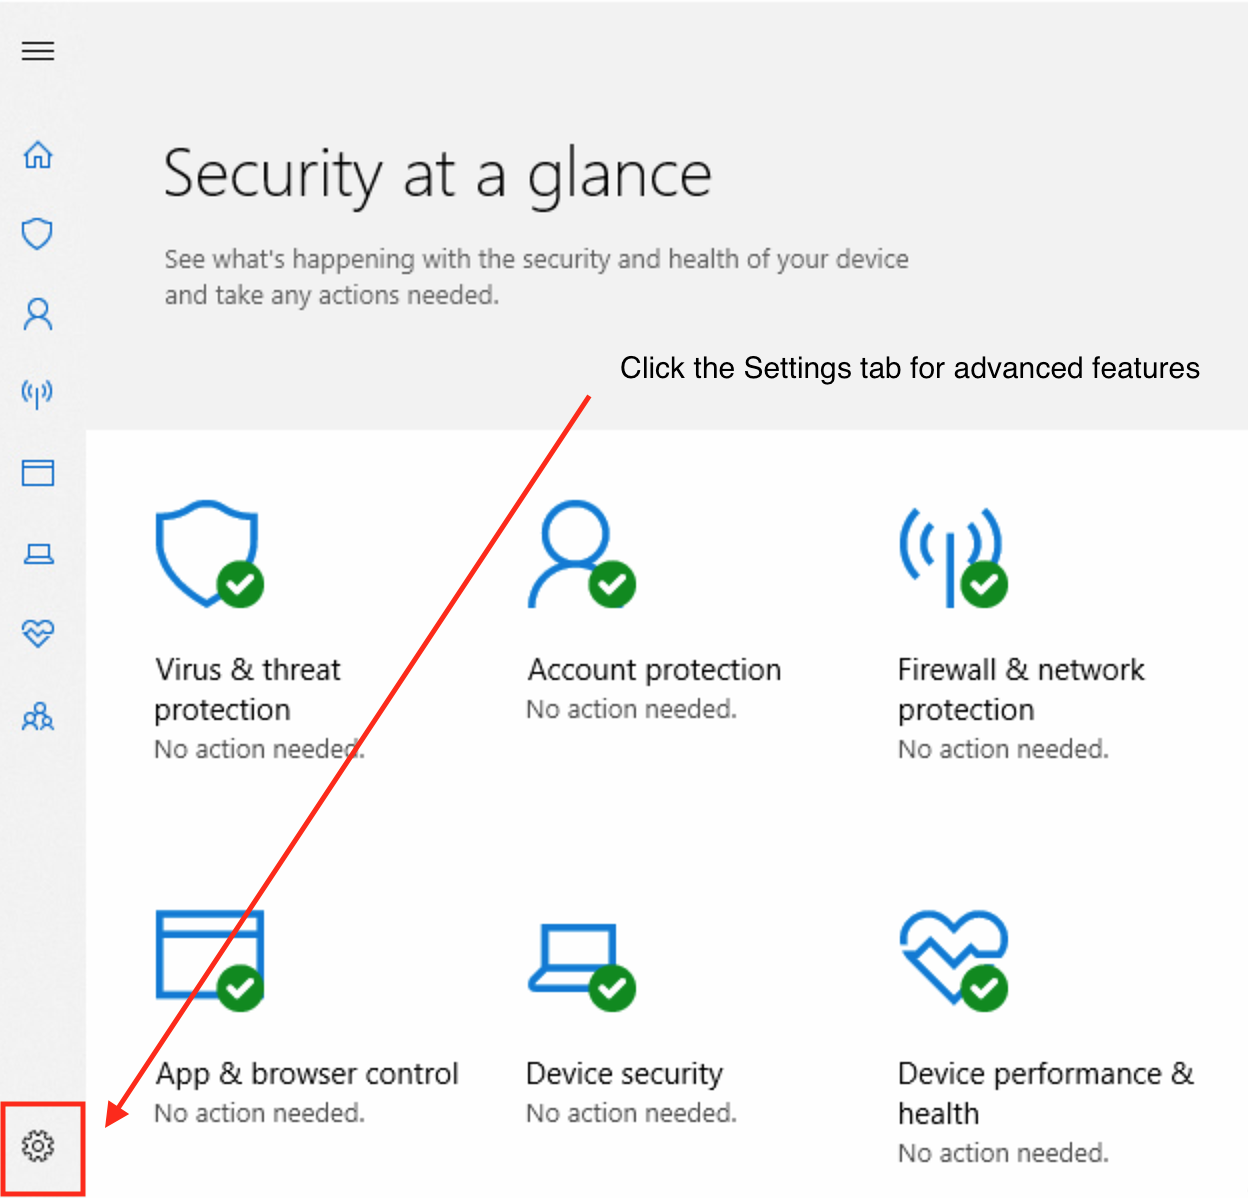 Security at a glance
See what's happening with the security and health of your device
and take any actions needed.
Click the Settings tab for advanced features
Virus & threat
protection
No action needed.
Account protection
No action needed.
Firewall & network
protection
No action needed.
App & browser control
No action needed.
Device security
No action needed.
Device performance &
health
No action needed.